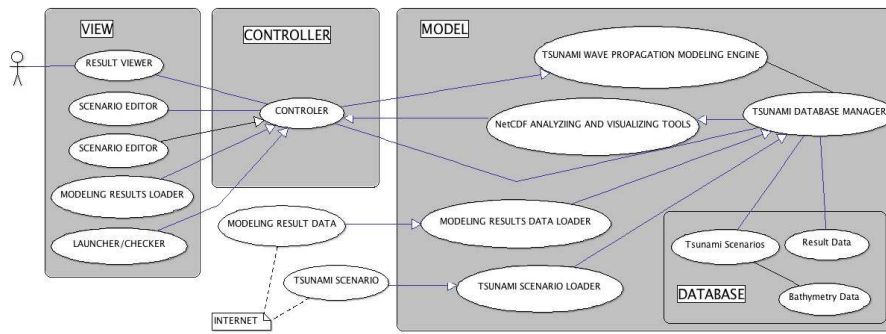 VIEW
RESULT VIEWER
SCENARIO EDITOR
SCENARIO EDITOR
MODELING RESULTS LOADER
LAUNCHER/CHECKER
CONTROLLER
CONTROLER
MODELING RESULT DATA
TSUNAMI SCENARIO
INTERNET
MODEL
TSUNAMI WAVE PROPAGATION MODELING ENGINE
TSUNAMI DATABASE MANAGER
NetCDF ANALYZIING AND VISUALIZING TOOLS
MODELING RESULTS DATA LOADER
TSUNAMI SCENARIO LOADER
Tsunami Scenarios
Result Data
DATABASE
Bathymetry Data